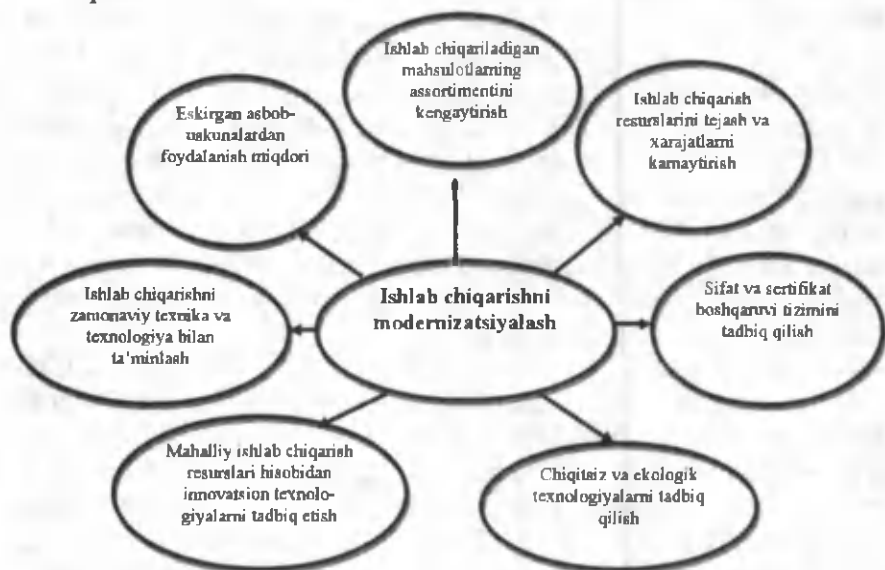 Ishlab chiqariladigan
mahsulotlarning
assortimentini
kengaytirish
Eskirgan asbob-
uskunalardan
foydalanish miqdori
Ishlab chiqarish
resurslarini tejash va
xarajatlarni
kamaytirish
Ishlab chiqarishni
zamonaviy texnika va
texnologiya bilan
ta'minlash
Ishlab chiqarishni
modernizatsiyalash
Sifat va sertifikat
boshqaruvi tizimini
tadbiq qilish
Mahalliy ishlab chiqarish
resurslari hisobidan
innovatsion texnolo-
giyalarni tadbiq etish
Chiqitsiz va ekologik
texnologiyalarni tadbiq
qilish